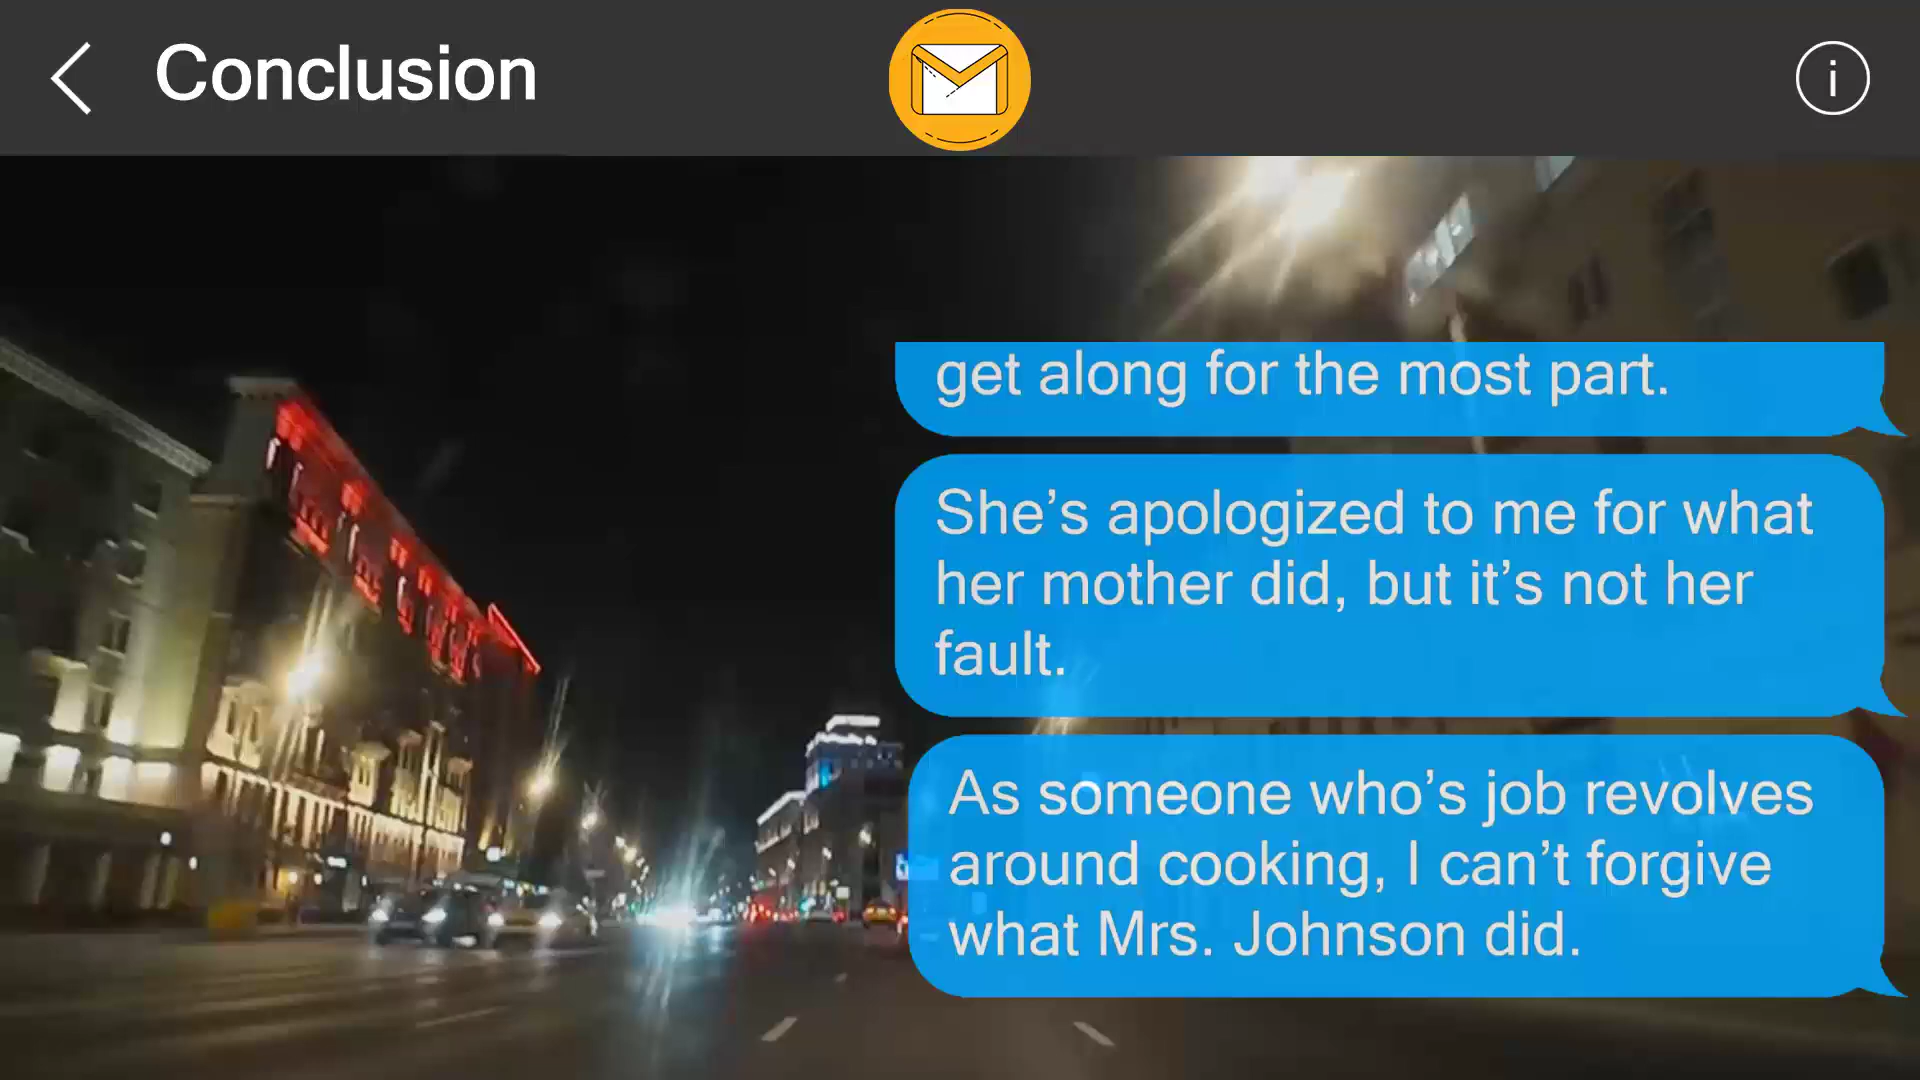 Conclusion
get along for the most part.
She’s apologized to me for what
her mother did, but it’s not her
fault.
As someone who’s job revolves
around cooking, I can’t forgive
what Mrs. Johnson did.